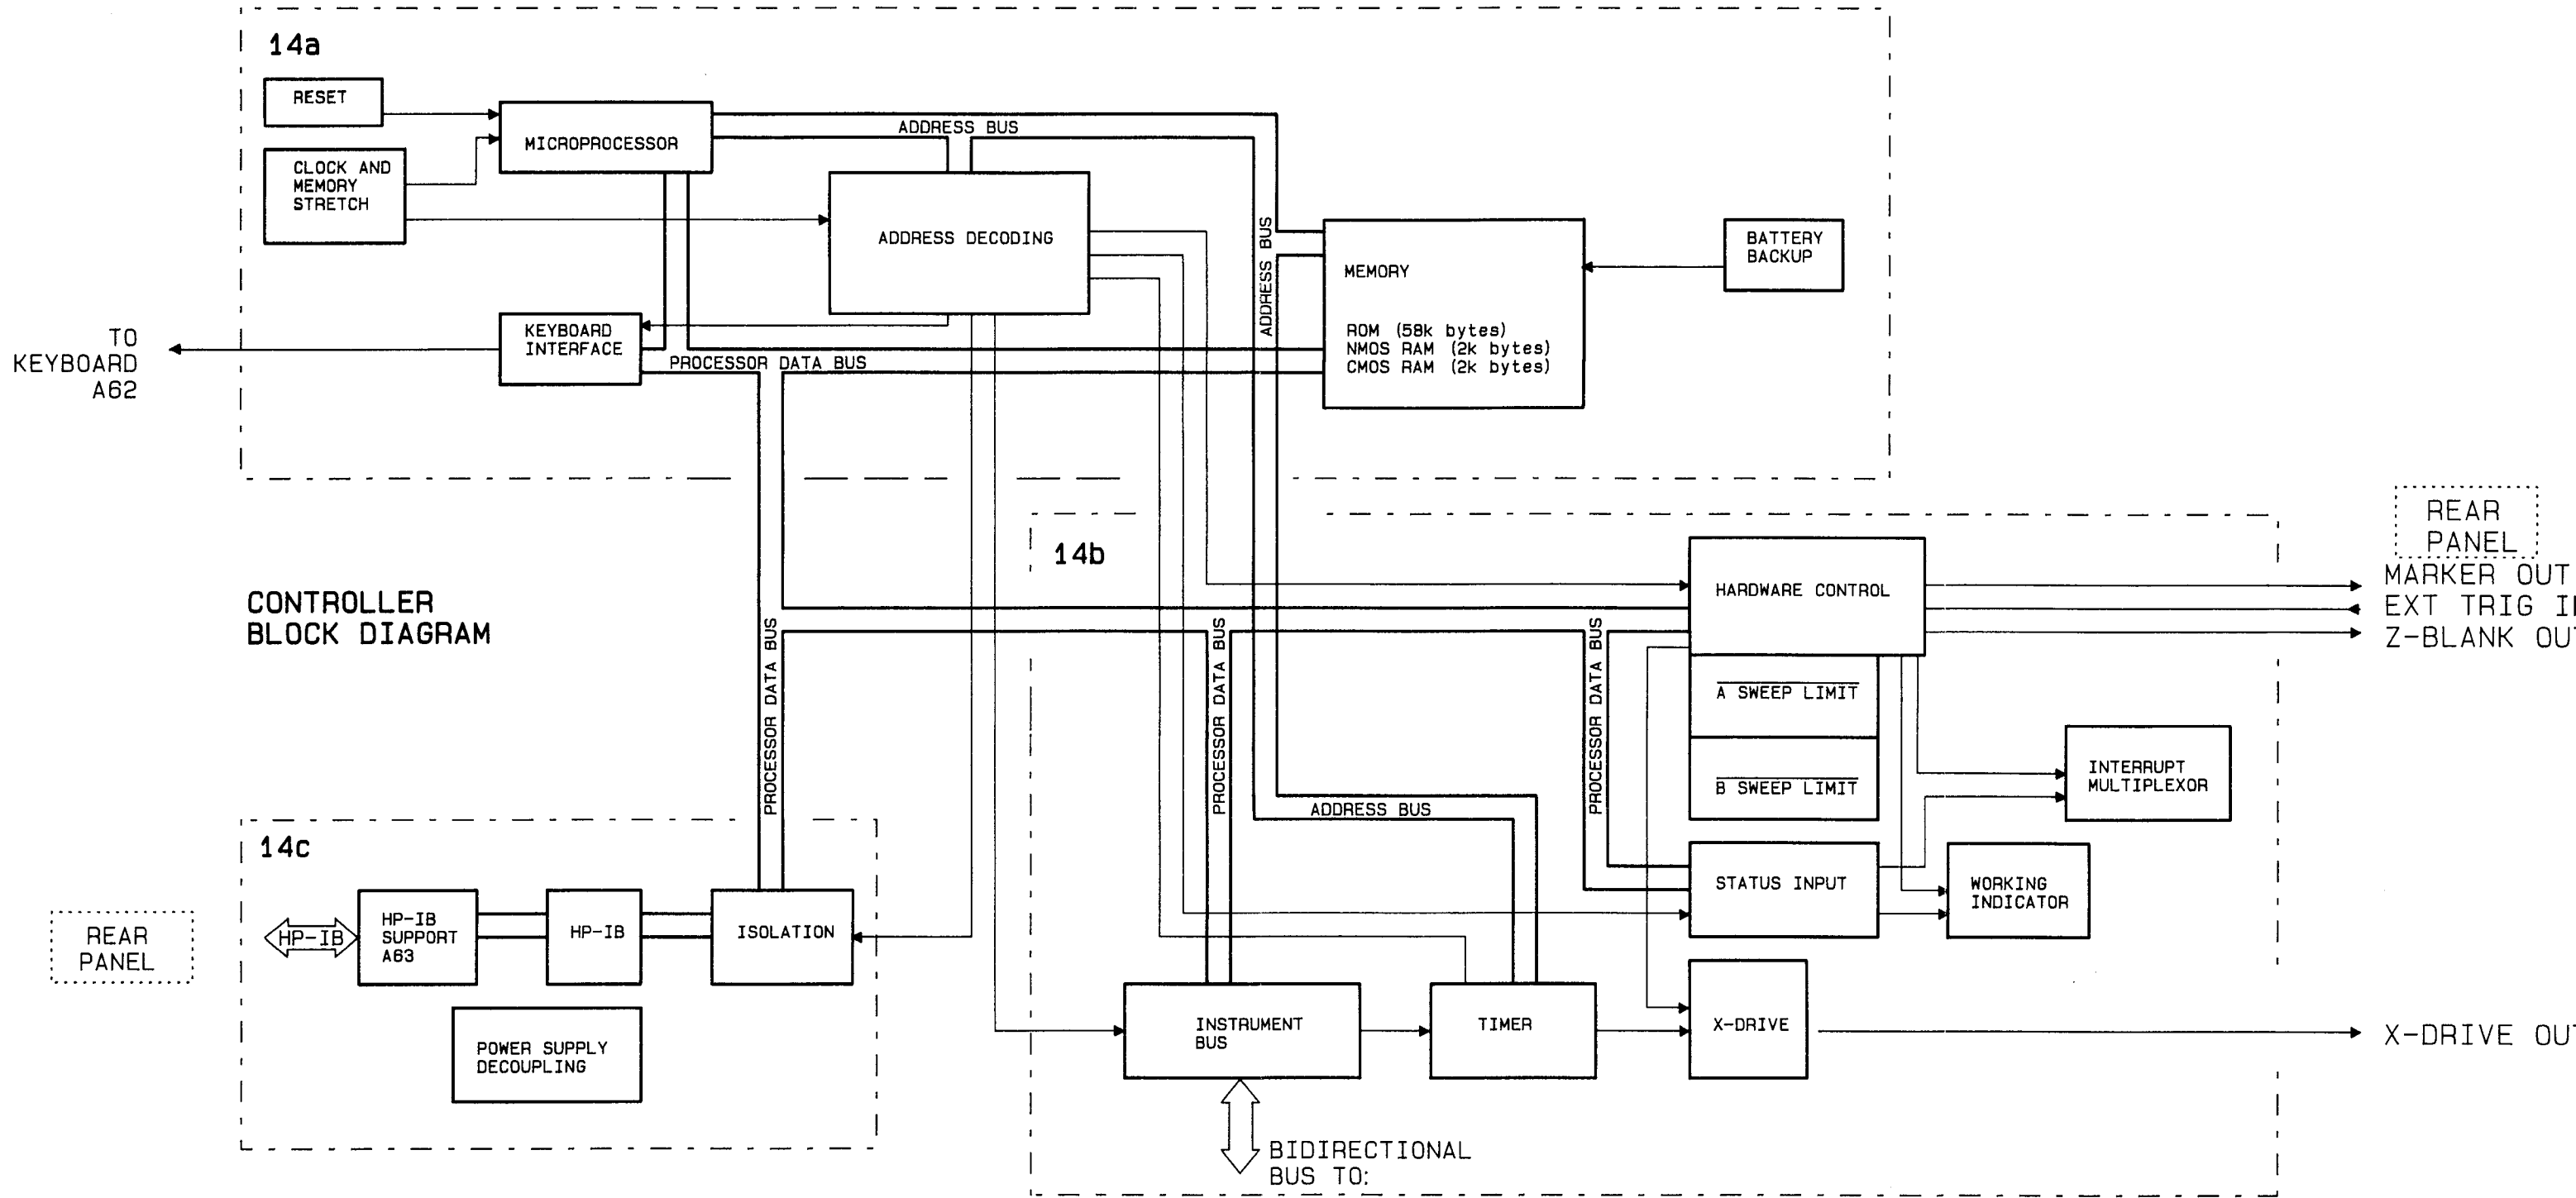 14a
RESET
MICROPROCESSOR
ADDRESS BUS
CLOCK AND
MEMORY
STRETCH
ADDRESS DECODING
ADDRESS BUS
ADDRESS BUS
MEMORY
ROM (58k bytes)
NMOS RAM (2k bytes)
CMOS RAM (2k bytes)
BATTERY
BACKUP
TO
KEYBOARD
A62
KEYBOARD
INTERFACE
PROCESSOR DATA BUS
CONTROLLER
BLOCK DIAGRAM
14b
HARDWARE CONTROL
REAR
PANEL
MARKER OUT
EXT TRIG
Z-BLANK
PROCESSOR DATA BUS
PROCESSOR DATA BUS
PROCESSOR DATA BUS
A SWEEP LIMIT
B SWEEP LIMIT
INTERRUPT
MULTIPLEXOR
ADDRESS BUS
STATUS INPUT
WORKING
INDICATOR
14c
REAR
PANEL
HP-IB
HP-IB
SUPPORT
A63
HP-IB
ISOLATION
POWER SUPPLY
DECOUPLING
INSTRUMENT
BUS
TIMER
X-DRIVE
X-DRIVE
BIDIRECTIONAL
BUS TO: